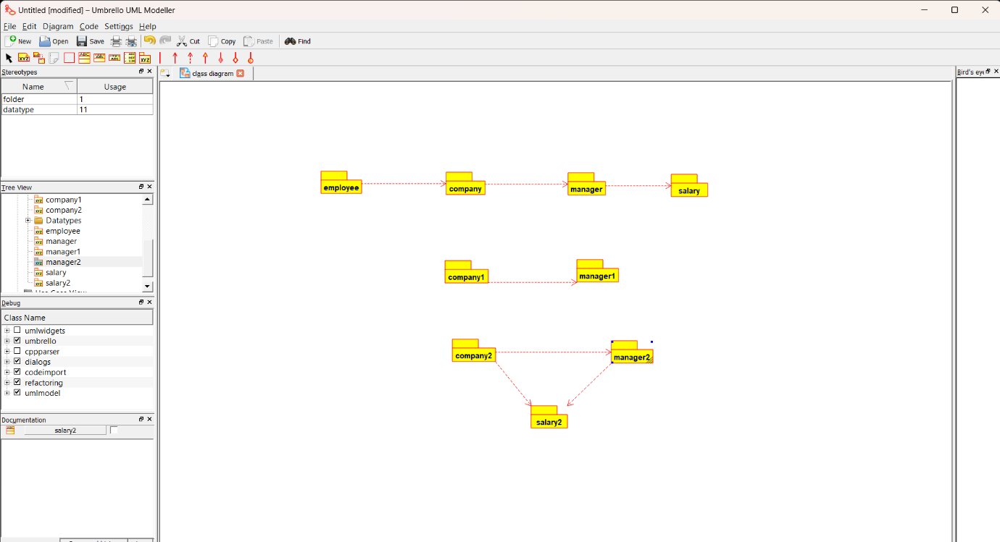 Untitled [modified] – Umbrello UML Modeller
File Edit Diagram Code Settings Help
New Open Save Cut Copy Paste Find
Stereotypes
class diagram
Bird's eye
Name Usage
folder 1
datatype 11
Tree View
company1
company2
Datatypes
employee
manager
manager1
manager2
salary
salary2
Debug
Class Name
umlwidgets
umbrello
cppparser
dialogs
codeimport
refactoring
umlmodel
Documentation
salary2
employee company manager salary
company1 manager1
company2 manager2
salary2